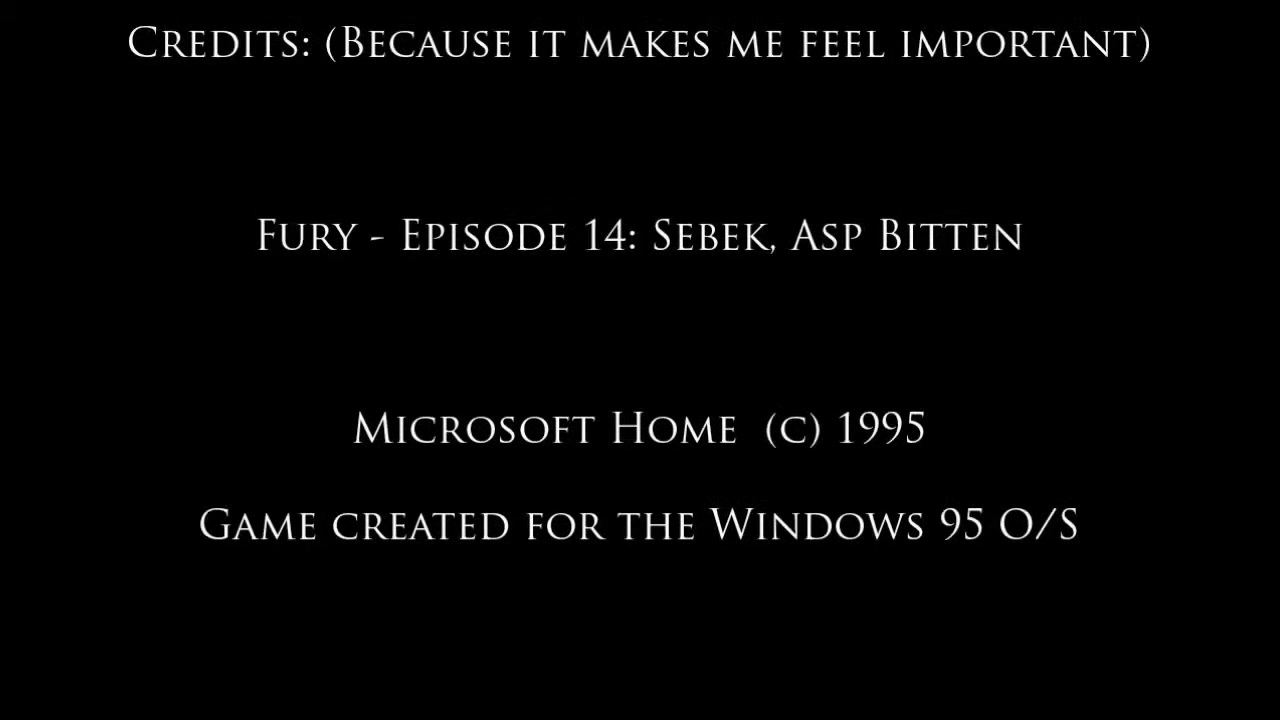 Credits: (Because it makes me feel important)
Fury - Episode 14: Sebek, Asp Bitten
Microsoft Home (c) 1995
Game created for the Windows 95 O/S